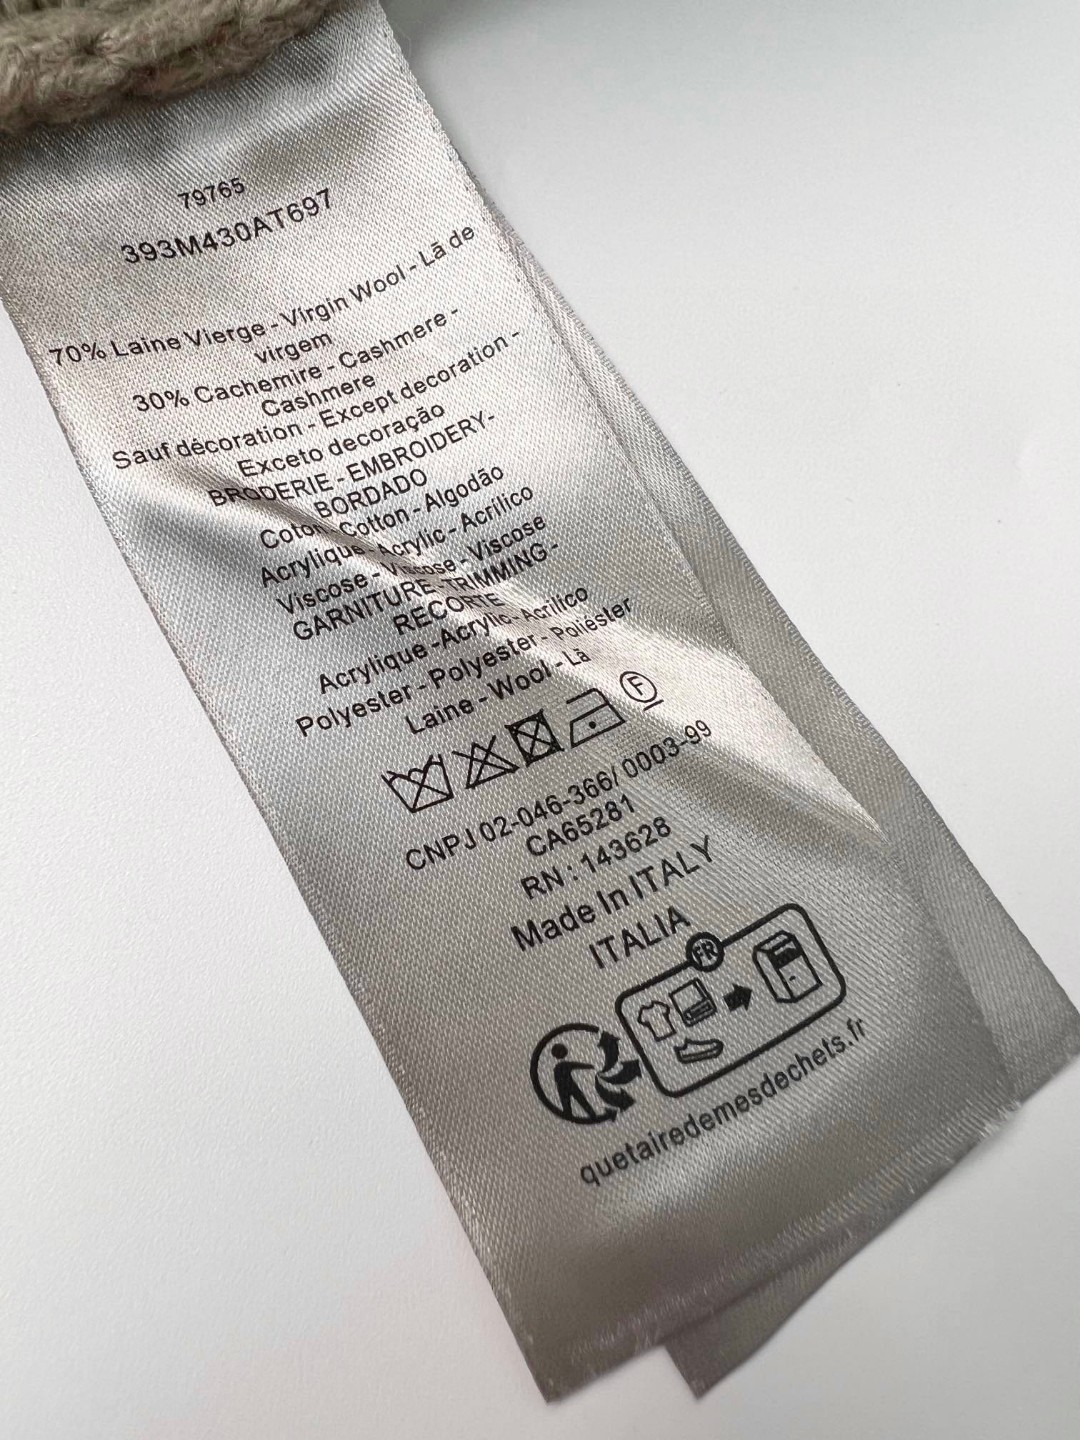 79765
393M430AT697
70% Laine Vierge - Virgin Wool - Lã de
virgem
30% Cachemire - Cashmere -
Cashmere
Sauf décoration - Except decoration -
Exceto decoração
BRODERIE - EMBROIDERY-
BORDADO
Coton - Cotton - Algodão
Acrylique - Acrylic - Acrílico
Viscose - Viscose - Viscose
GARNITURE - TRIMMING -
RECORTE
Acrylique - Acrylic - Acrílico
Polyester - Polyester - Poliéster
Laine - Wool - Lã
F
CNPJ 02-046-366/ 0003-99
CA65281
RN : 143628
Made In ITALY
ITALIA
FR
quetairedemesdechets.fr